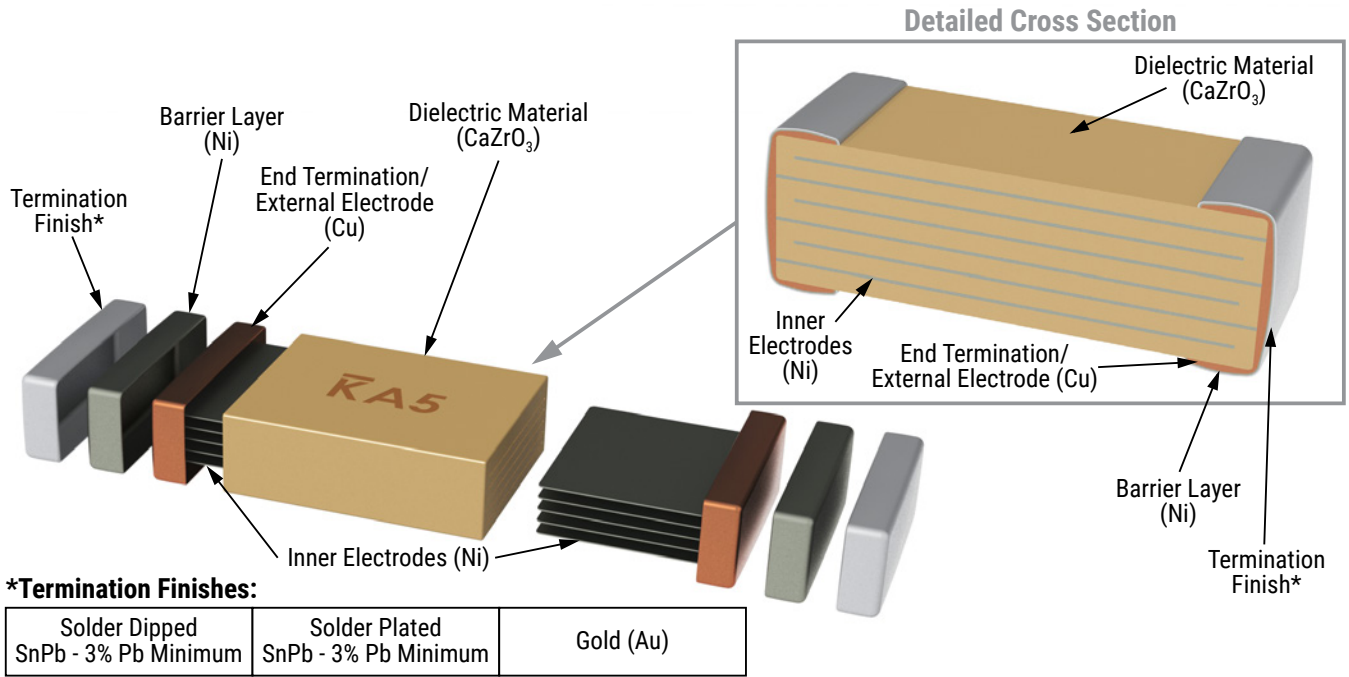 Detailed Cross Section
Dielectric Material
(CaZrO₃)
Barrier Layer
(Ni)
End Termination/
External Electrode
(Cu)
Termination
Finish*
K̅A5
Inner Electrodes (Ni)
Dielectric Material
(CaZrO₃)
Inner
Electrodes
(Ni)
End Termination/
External Electrode (Cu)
Barrier Layer
(Ni)
Termination
Finish*
*Termination Finishes:
Solder Dipped
SnPb - 3% Pb Minimum
Solder Plated
SnPb - 3% Pb Minimum
Gold (Au)